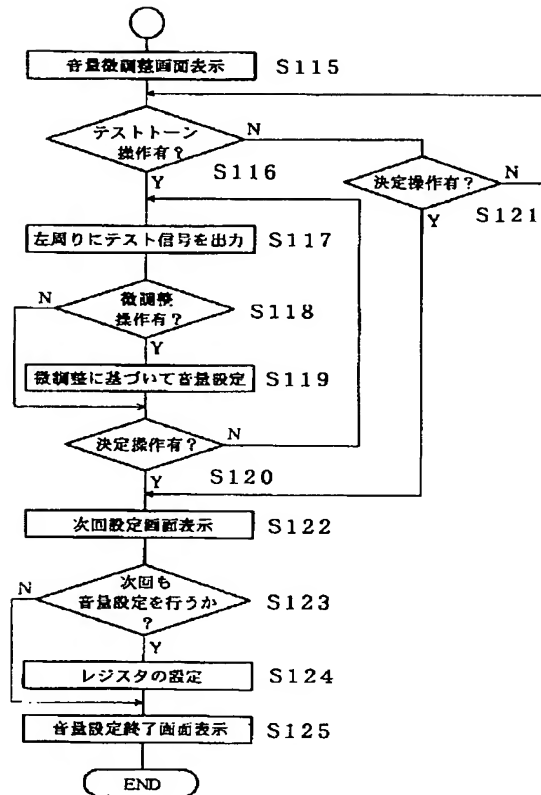 音量微調整画面表示 S115
テストトーン
操作有?
N
Y
S116
決定操作有?
N
Y
S121
左周りにテスト信号を出力 S117
微調整
操作有?
N
Y
S118
微調整に基づいて音量設定 S119
決定操作有?
N
Y
S120
次回設定画面表示 S122
次回も
音量設定を行うか
?
N
Y
S123
レジスタの設定 S124
音量設定終了画面表示 S125
END